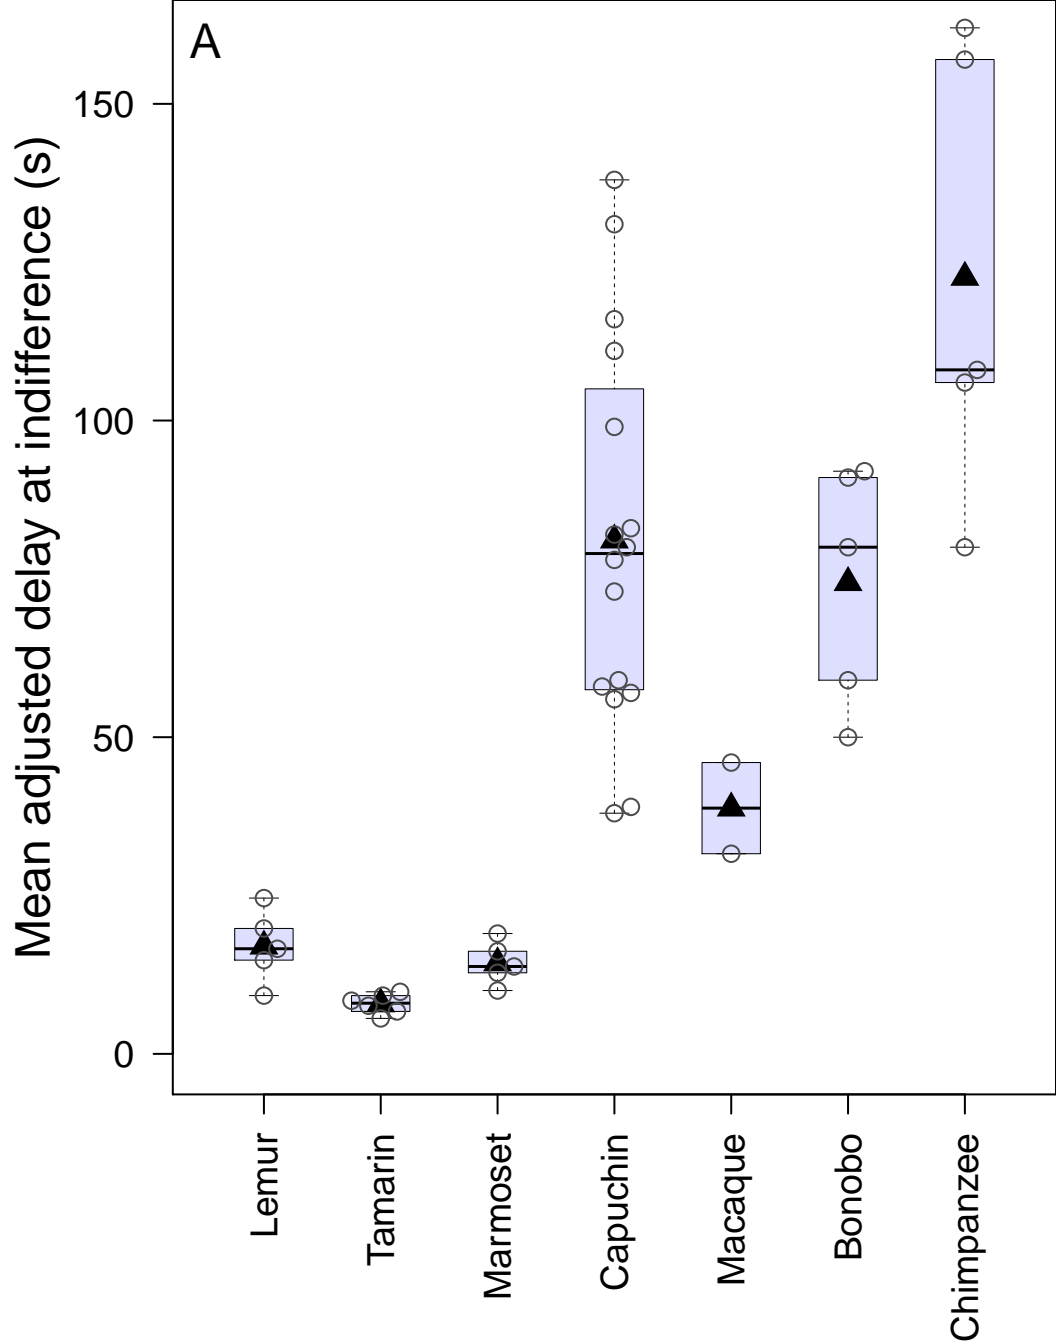 A
Mean adjusted delay at indifference (s)
150
100
50
0
Lemur
Tamarin
Marmoset
Capuchin
Macaque
Bonobo
Chimpanzee